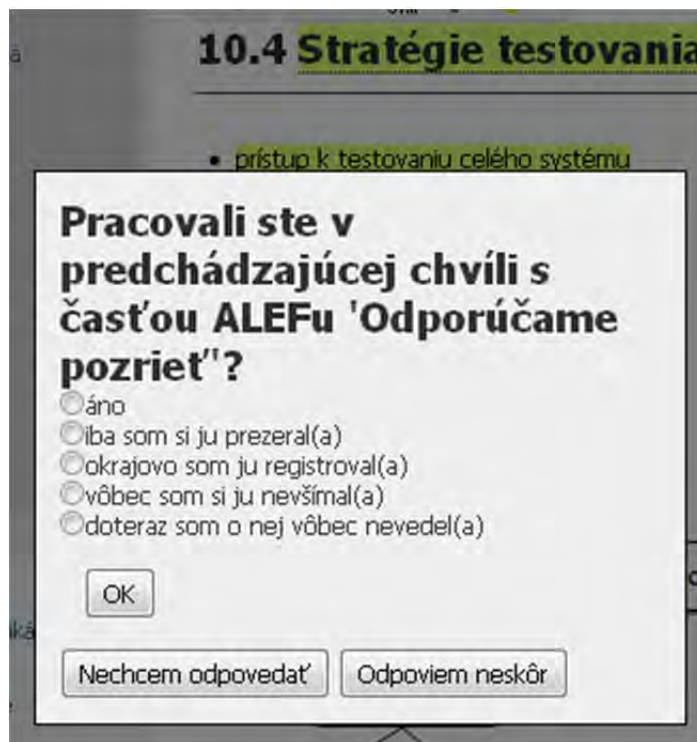 10.4 Stratégie testovania
• prístup k testovaniu celého systému
Pracovali ste v
predchádzajúcej chvíli s
časťou ALEFu 'Odporúčame
pozrieť'?
áno
iba som si ju prezeral(a)
okrajovo som ju registroval(a)
vôbec som si ju nevšímal(a)
doteraz som o nej vôbec nevedel(a)
OK
Nechcem odpovedať
Odpoviem neskôr